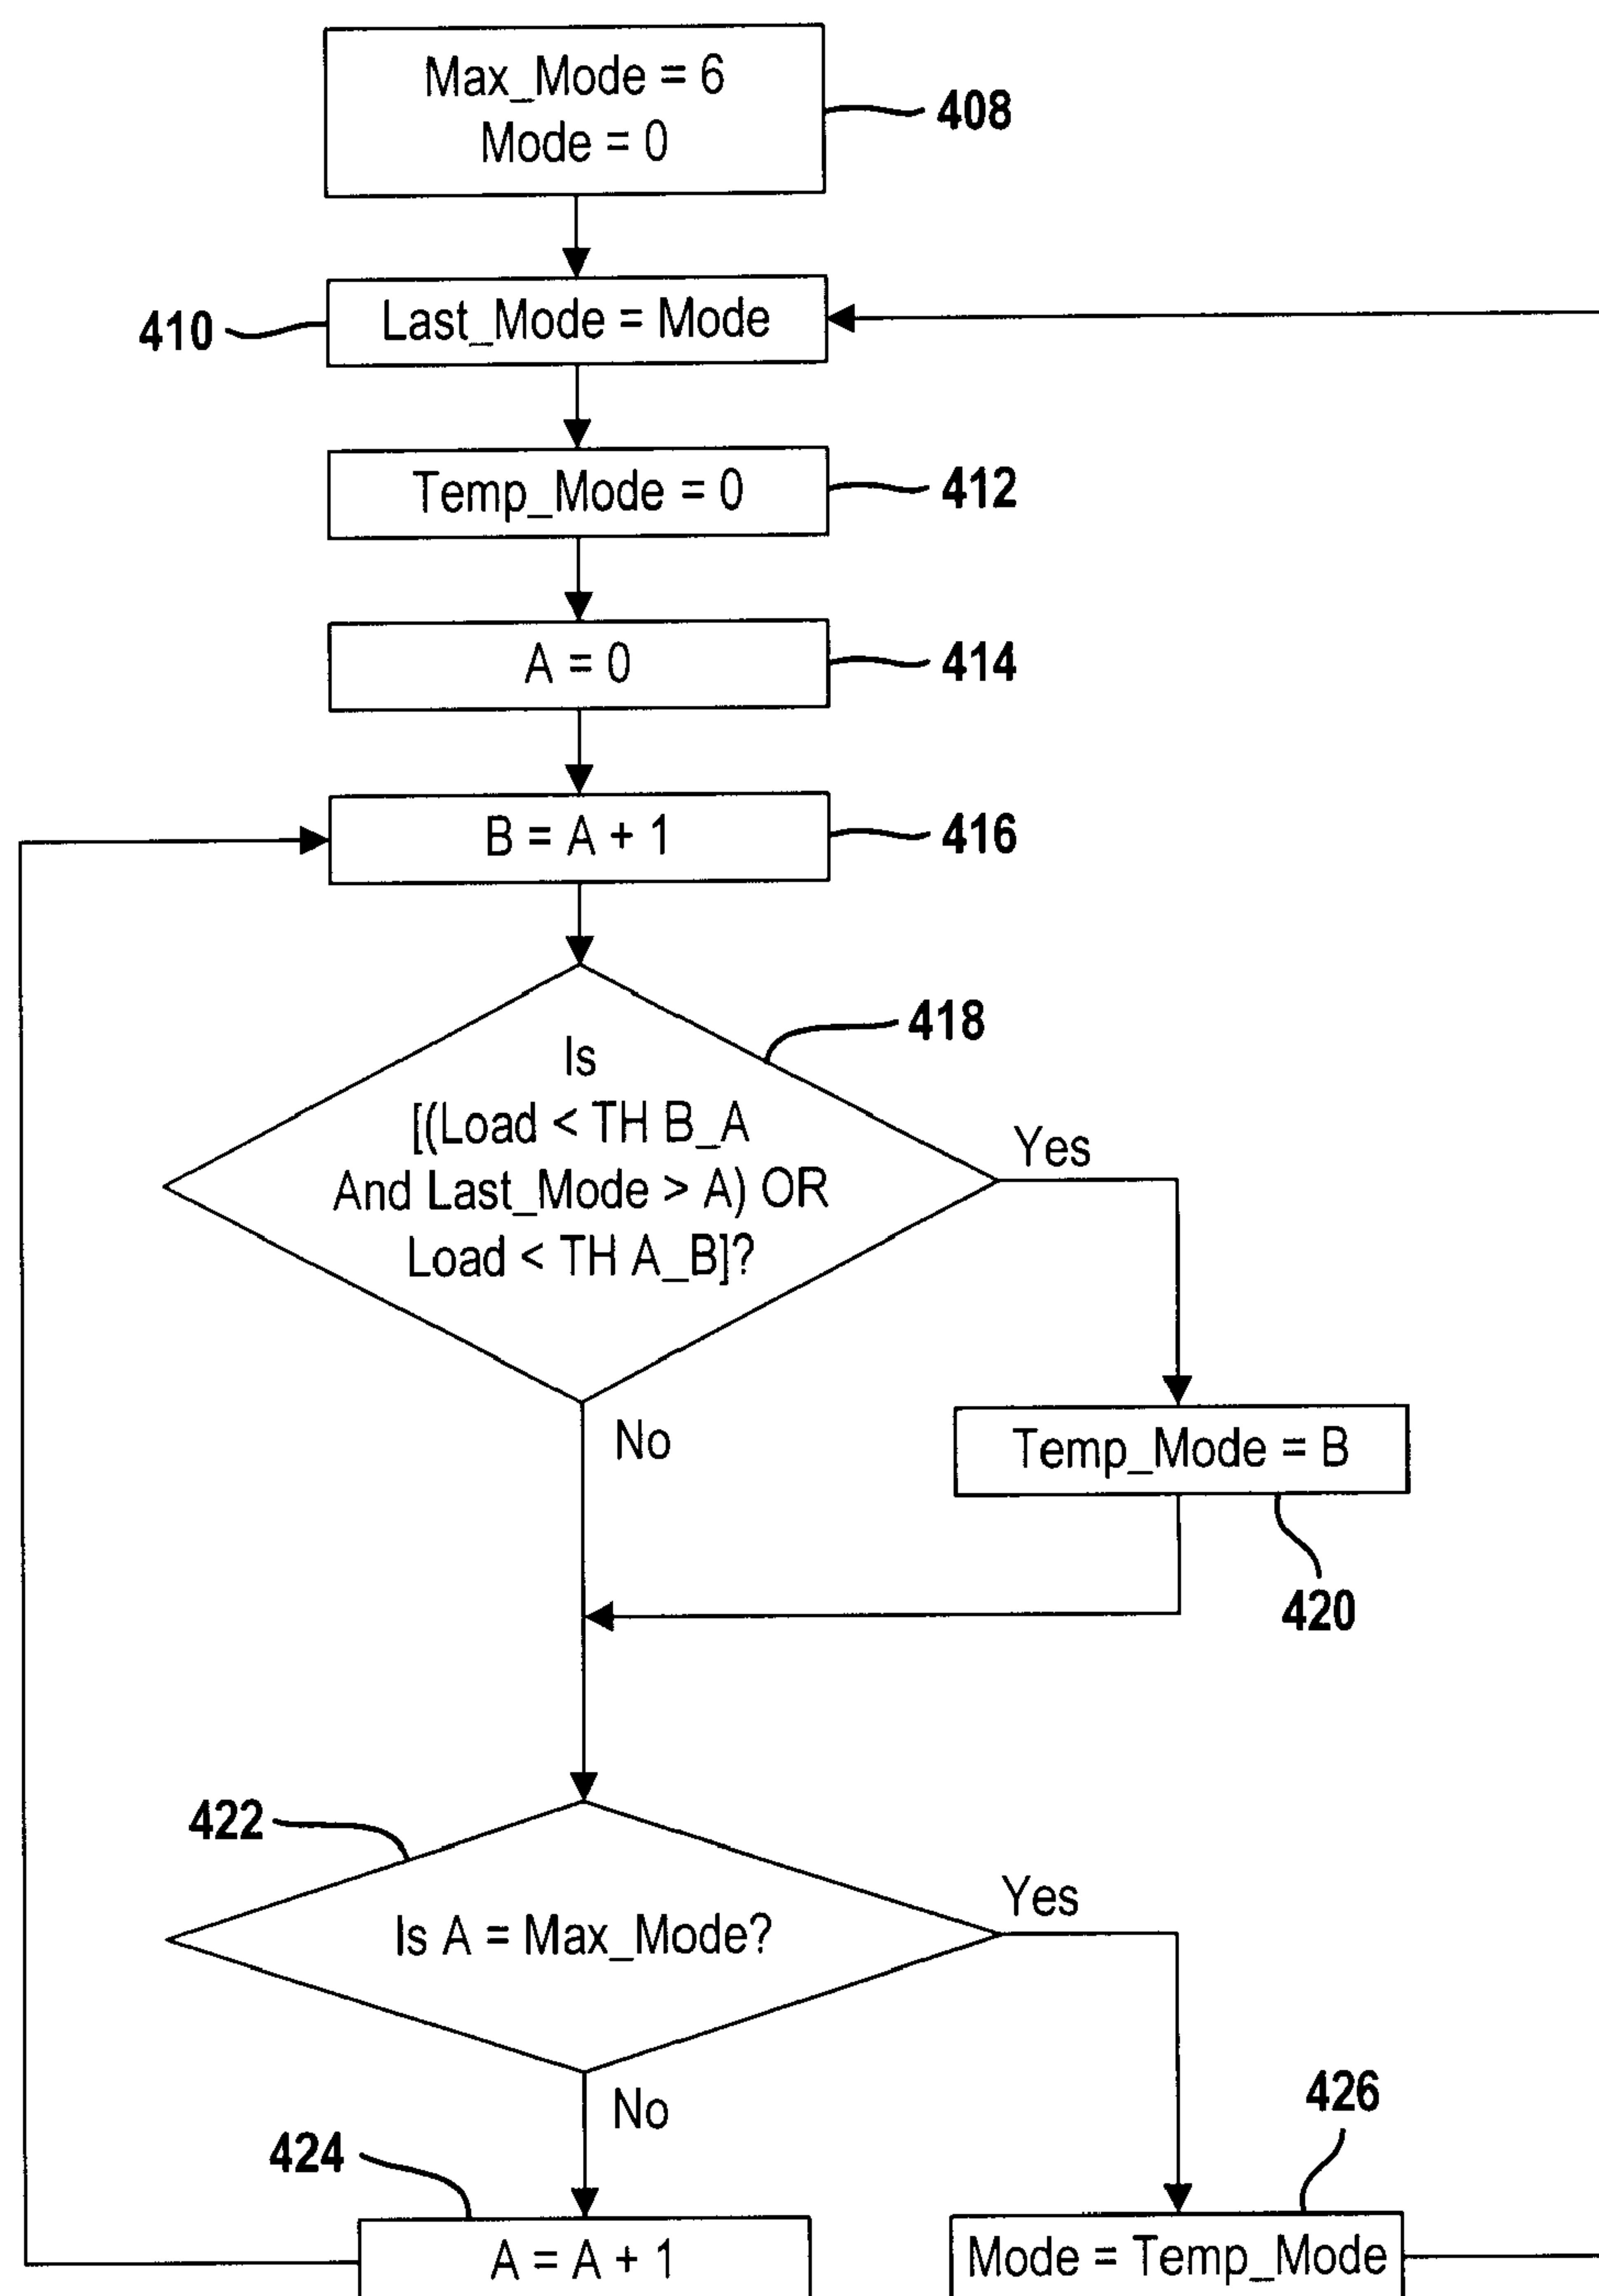 Max_Mode = 6
Mode = 0
408
410
Last_Mode = Mode
Temp_Mode = 0
412
A = 0
414
B = A + 1
416
418
Is
[(Load < TH B_A
And Last_Mode > A) OR
Load < TH A_B]?
Yes
No
Temp_Mode = B
420
422
Is A = Max_Mode?
Yes
No
424
426
A = A + 1
Mode = Temp_Mode